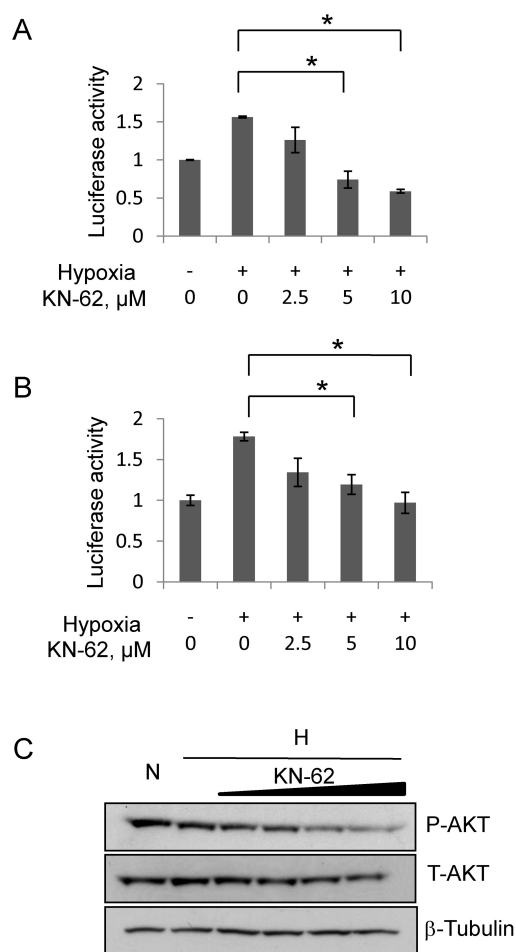 A
*
*
2
1.5
1
0.5
0
Luciferase activity
Hypoxia - + + + +
KN-62, µM 0 0 2.5 5 10
B
*
*
2
1.5
1
0.5
0
Luciferase activity
Hypoxia - + + + +
KN-62, µM 0 0 2.5 5 10
C
H
N KN-62
P-AKT
T-AKT
β-Tubulin